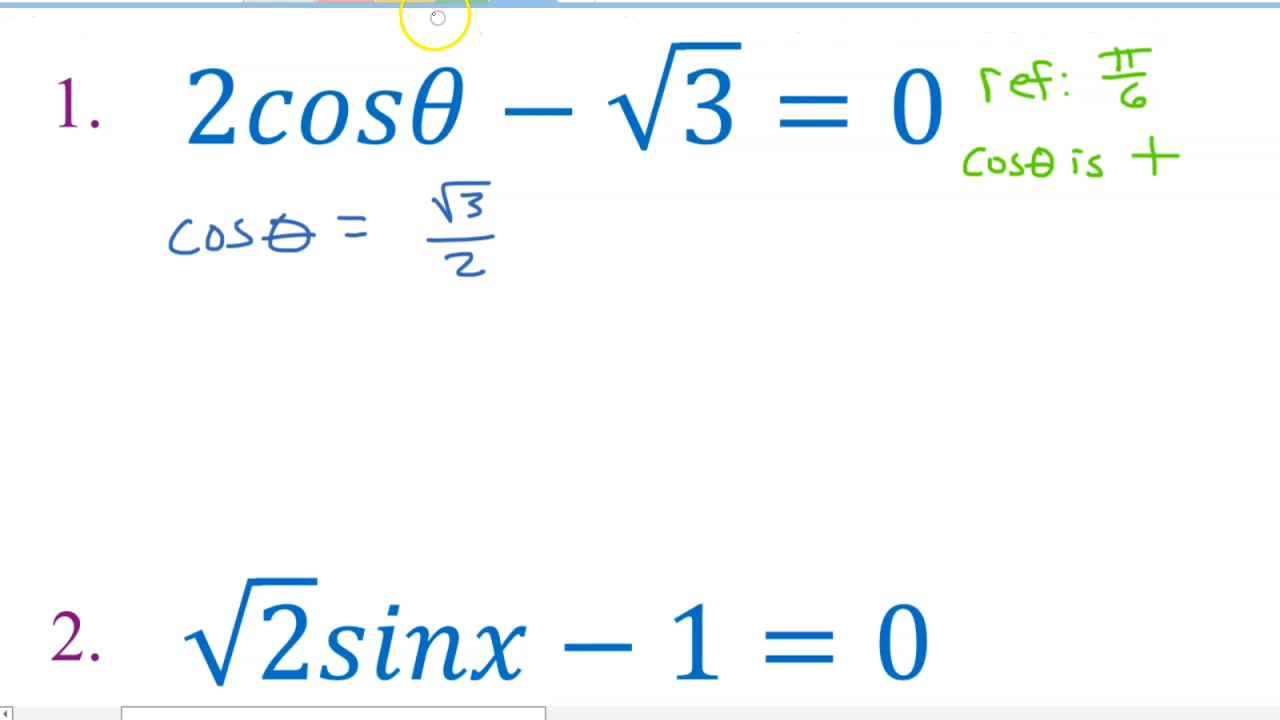 1. 2cosθ − √3 = 0
ref: π/6
cosθ is +
cosθ = √3/2
2. √2sinx − 1 = 0